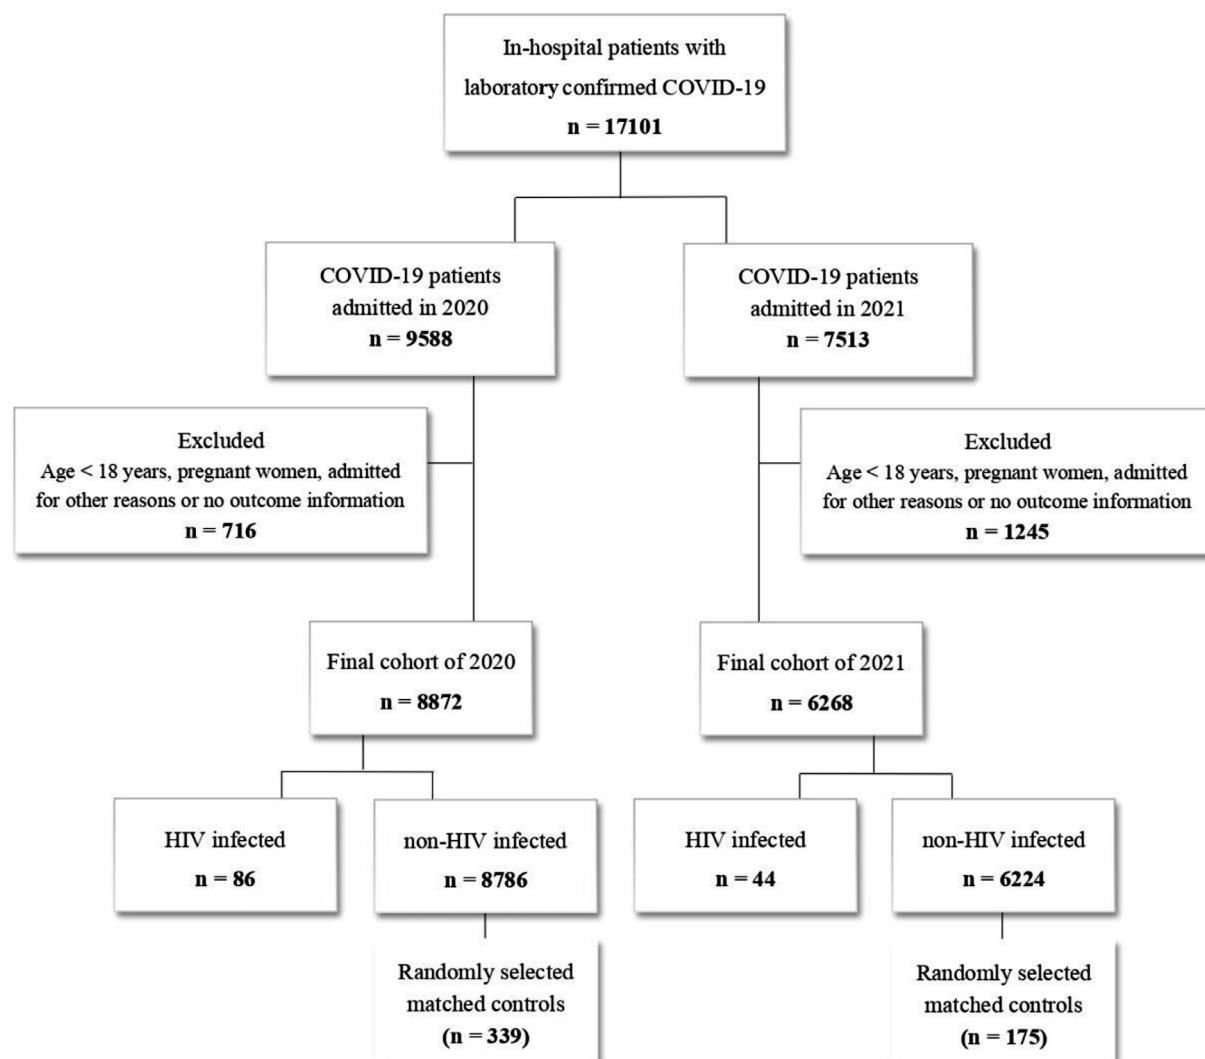 In-hospital patients with
laboratory confirmed COVID-19
n = 17101
COVID-19 patients
admitted in 2020
n = 9588
COVID-19 patients
admitted in 2021
n = 7513
Excluded
Age < 18 years, pregnant women, admitted
for other reasons or no outcome information
n = 716
Excluded
Age < 18 years, pregnant women, admitted
for other reasons or no outcome information
n = 1245
Final cohort of 2020
n = 8872
Final cohort of 2021
n = 6268
HIV infected
n = 86
non-HIV infected
n = 8786
HIV infected
n = 44
non-HIV infected
n = 6224
Randomly selected
matched controls
(n = 339)
Randomly selected
matched controls
(n = 175)